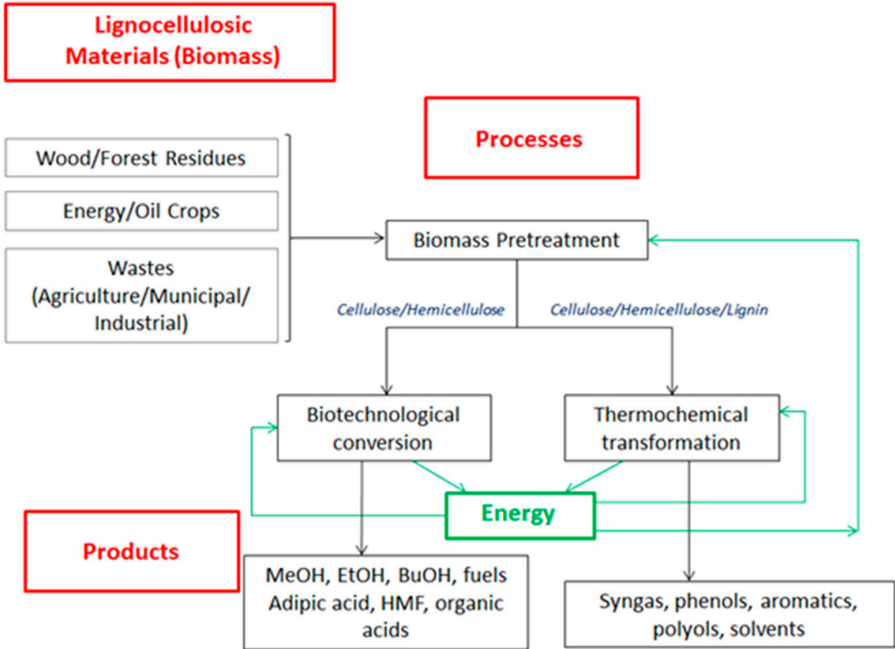 Lignocellulosic
Materials (Biomass)
Processes
Wood/Forest Residues
Energy/Oil Crops
Wastes
(Agriculture/Municipal/
Industrial)
Biomass Pretreatment
Cellulose/Hemicellulose
Cellulose/Hemicellulose/Lignin
Biotechnological
conversion
Thermochemical
transformation
Energy
Products
MeOH, EtOH, BuOH, fuels
Adipic acid, HMF, organic
acids
Syngas, phenols, aromatics,
polyols, solvents